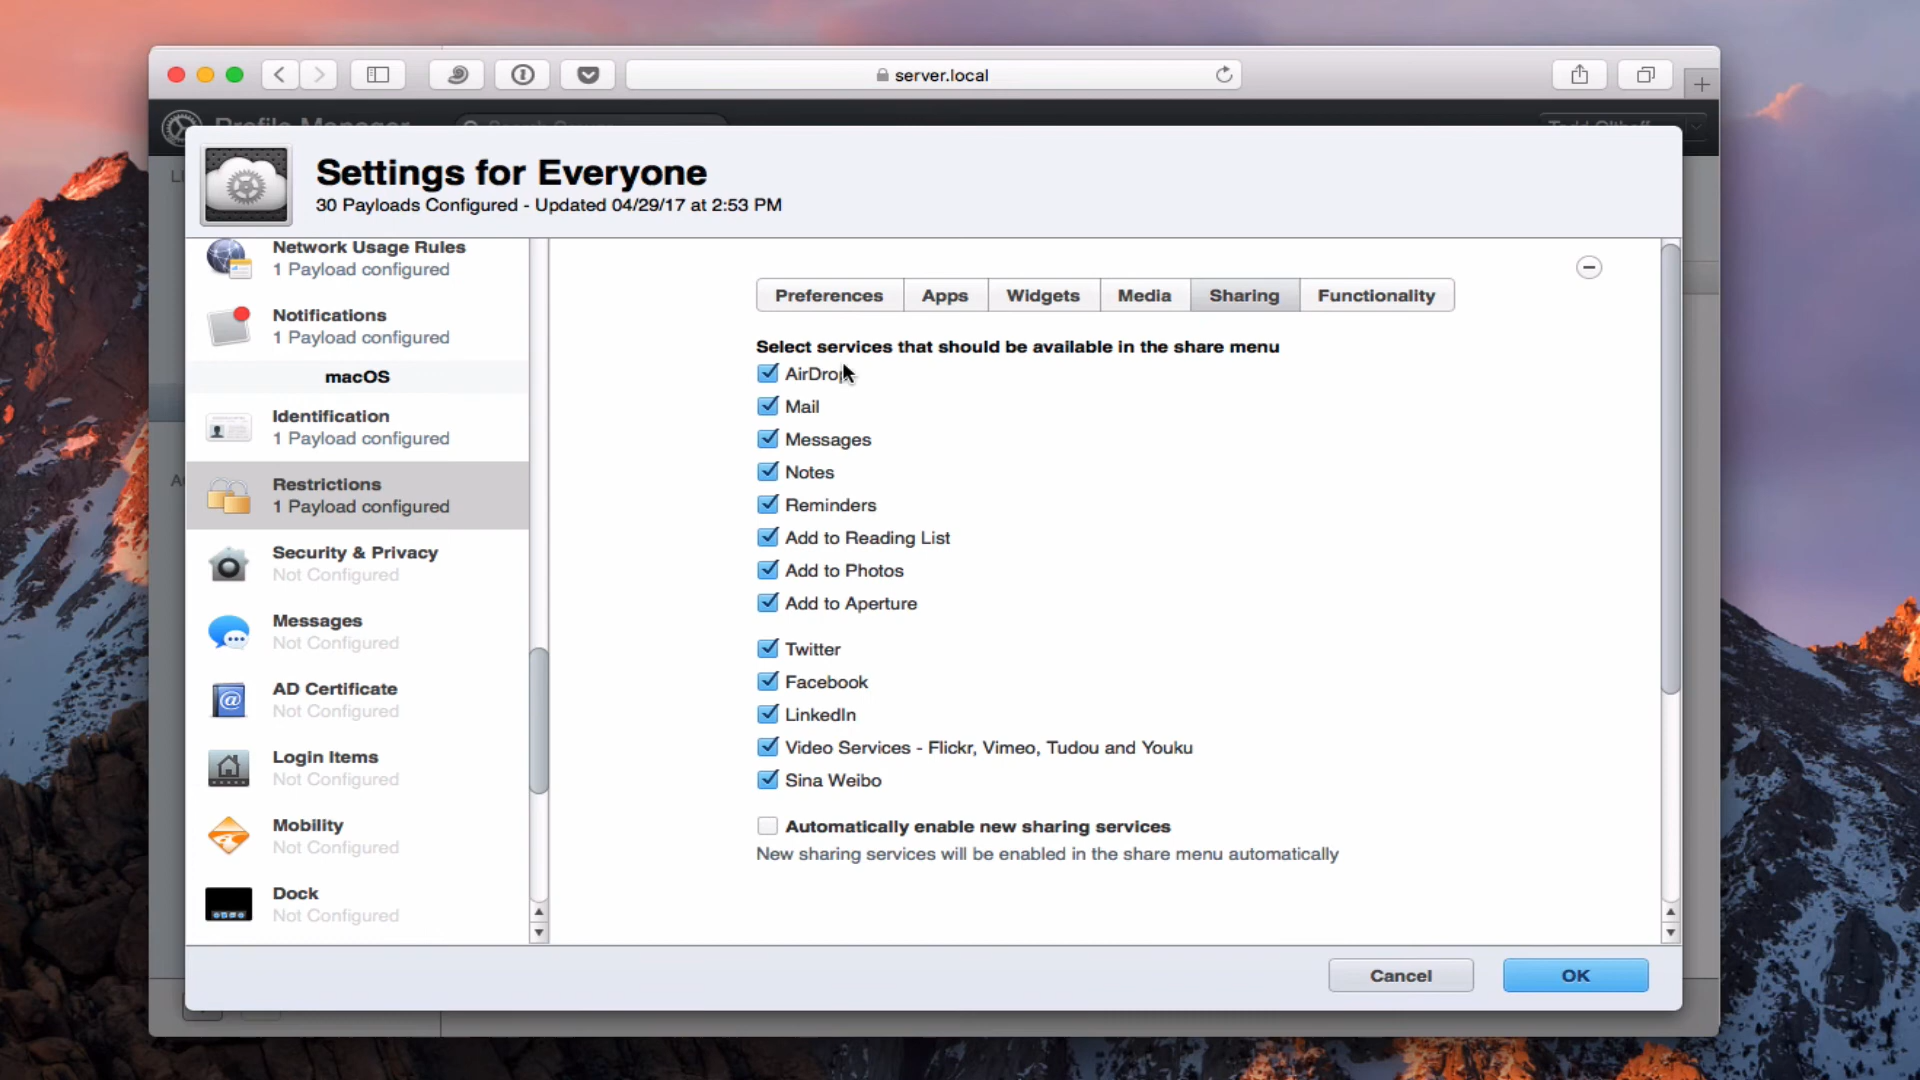 server.local
Profile Manager
Settings for Everyone
30 Payloads Configured - Updated 04/29/17 at 2:53 PM
Network Usage Rules
1 Payload configured
Notifications
1 Payload configured
macOS
Identification
1 Payload configured
Restrictions
1 Payload configured
Security & Privacy
Not Configured
Messages
Not Configured
AD Certificate
Not Configured
Login Items
Not Configured
Mobility
Not Configured
Dock
Not Configured
Preferences Apps Widgets Media Sharing Functionality
Select services that should be available in the share menu
AirDrop
Mail
Messages
Notes
Reminders
Add to Reading List
Add to Photos
Add to Aperture
Twitter
Facebook
LinkedIn
Video Services - Flickr, Vimeo, Tudou and Youku
Sina Weibo
Automatically enable new sharing services
New sharing services will be enabled in the share menu automatically
Cancel OK